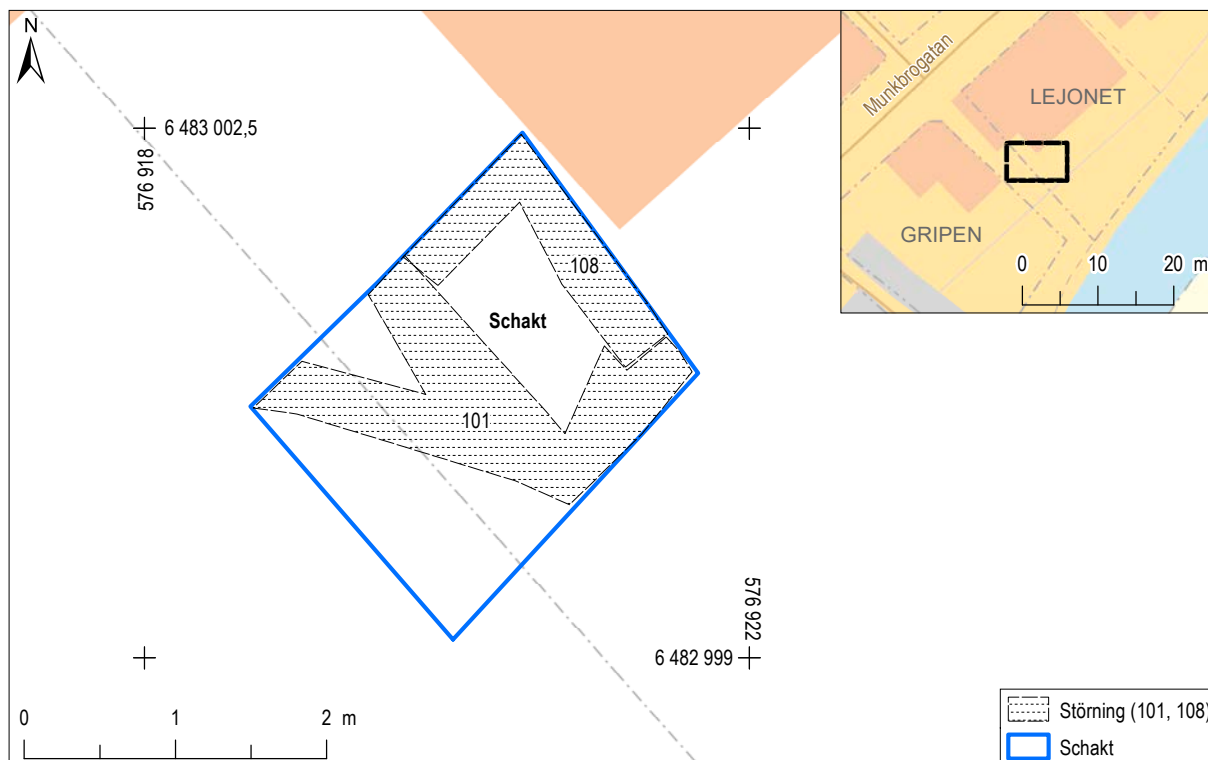 N
6 483 002,5
576 918
108
Schakt
101
576 922
6 482 999
0 1 2 m
Munkbrogatan
LEJONET
GRIPEN
0 10 20 m
Störning (101, 108)
Schakt